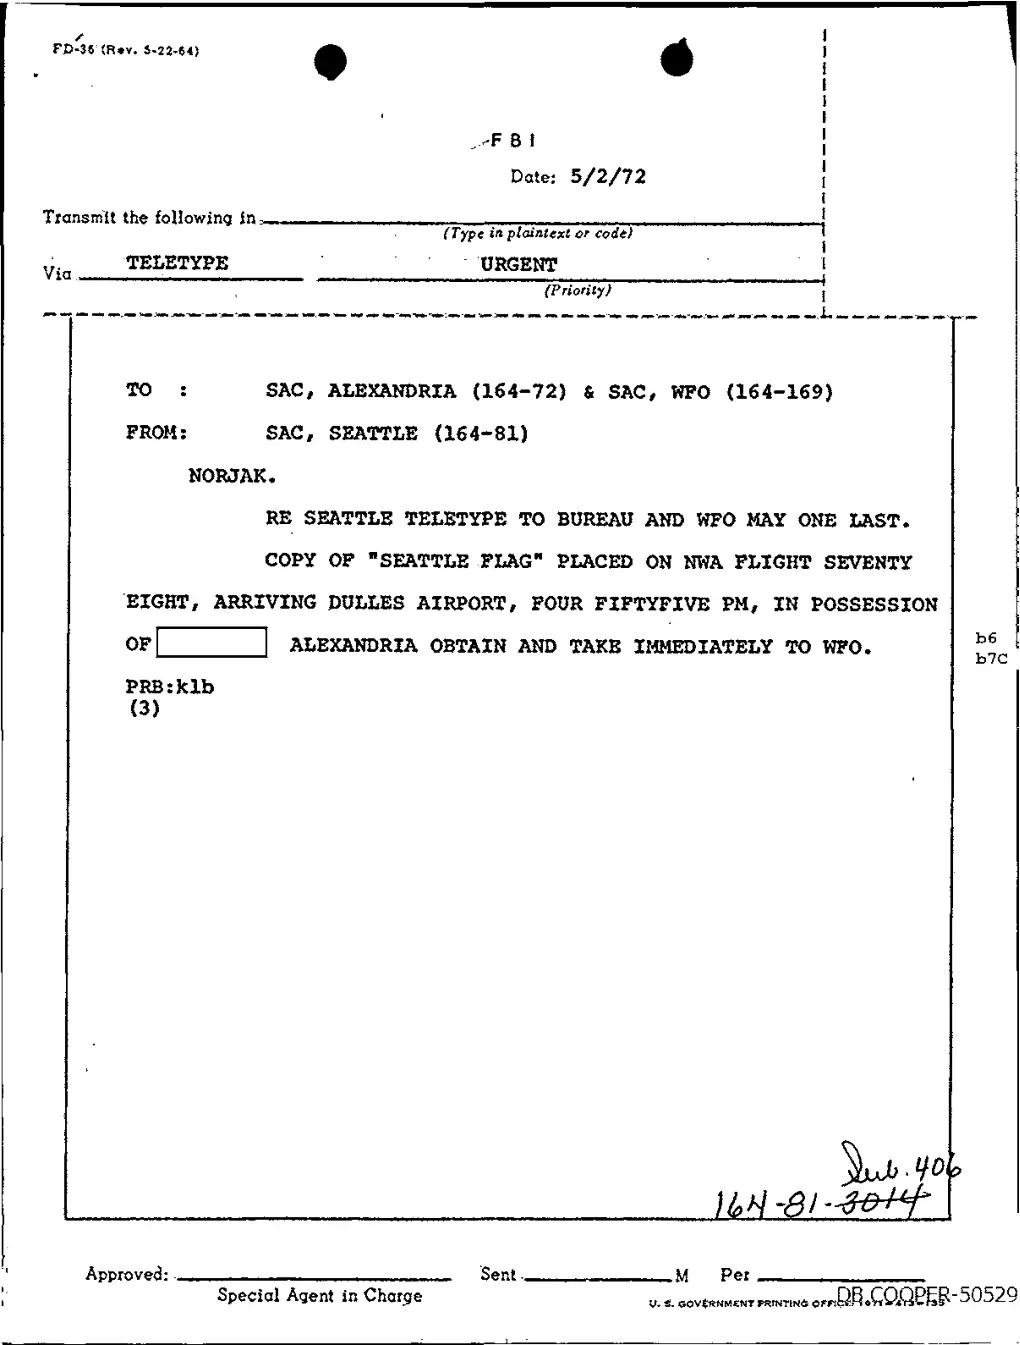 FD-36 (Rev. 5-22-64)
F B I
Date: 5/2/72
Transmit the following in
(Type in plaintext or code)
Via TELETYPE URGENT
(Priority)
TO : SAC, ALEXANDRIA (164-72) & SAC, WFO (164-169)
FROM: SAC, SEATTLE (164-81)
NORJAK.
RE SEATTLE TELETYPE TO BUREAU AND WFO MAY ONE LAST.
COPY OF "SEATTLE FLAG" PLACED ON NWA FLIGHT SEVENTY
EIGHT, ARRIVING DULLES AIRPORT, FOUR FIFTYFIVE PM, IN POSSESSION
OF ALEXANDRIA OBTAIN AND TAKE IMMEDIATELY TO WFO.
b6
b7C
PRB:klb
(3)
Sub. 406
164-81-3014
Approved: Sent M Per
Special Agent in Charge
U. S. GOVERNMENT PRINTING
DB COOPER-50529